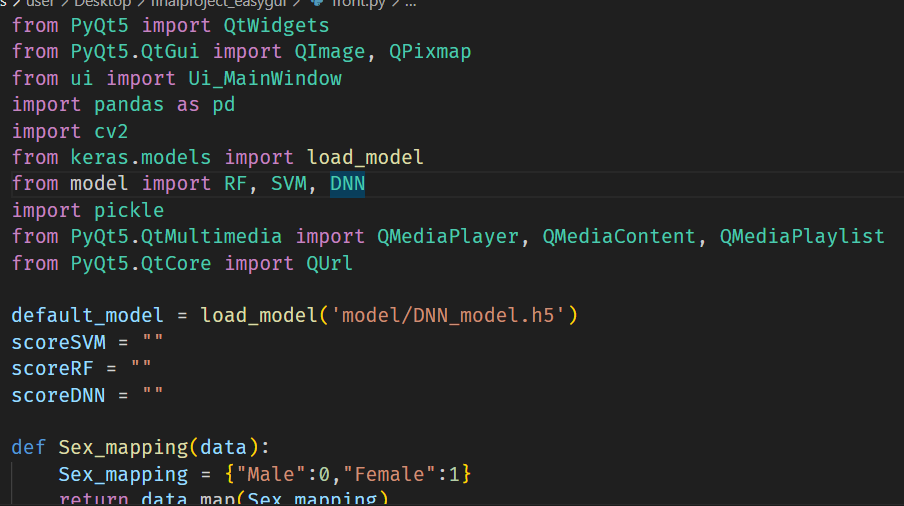 s > user > Desktop > finalproject_easygui > front.py > ...
from PyQt5 import QtWidgets
from PyQt5.QtGui import QImage, QPixmap
from ui import Ui_MainWindow
import pandas as pd
import cv2
from keras.models import load_model
from model import RF, SVM, DNN
import pickle
from PyQt5.QtMultimedia import QMediaPlayer, QMediaContent, QMediaPlaylist
from PyQt5.QtCore import QUrl
default_model = load_model('model/DNN_model.h5')
scoreSVM = ""
scoreRF = ""
scoreDNN = ""
def Sex_mapping(data):
    Sex_mapping = {"Male":0,"Female":1}
    return data.map(Sex_mapping)